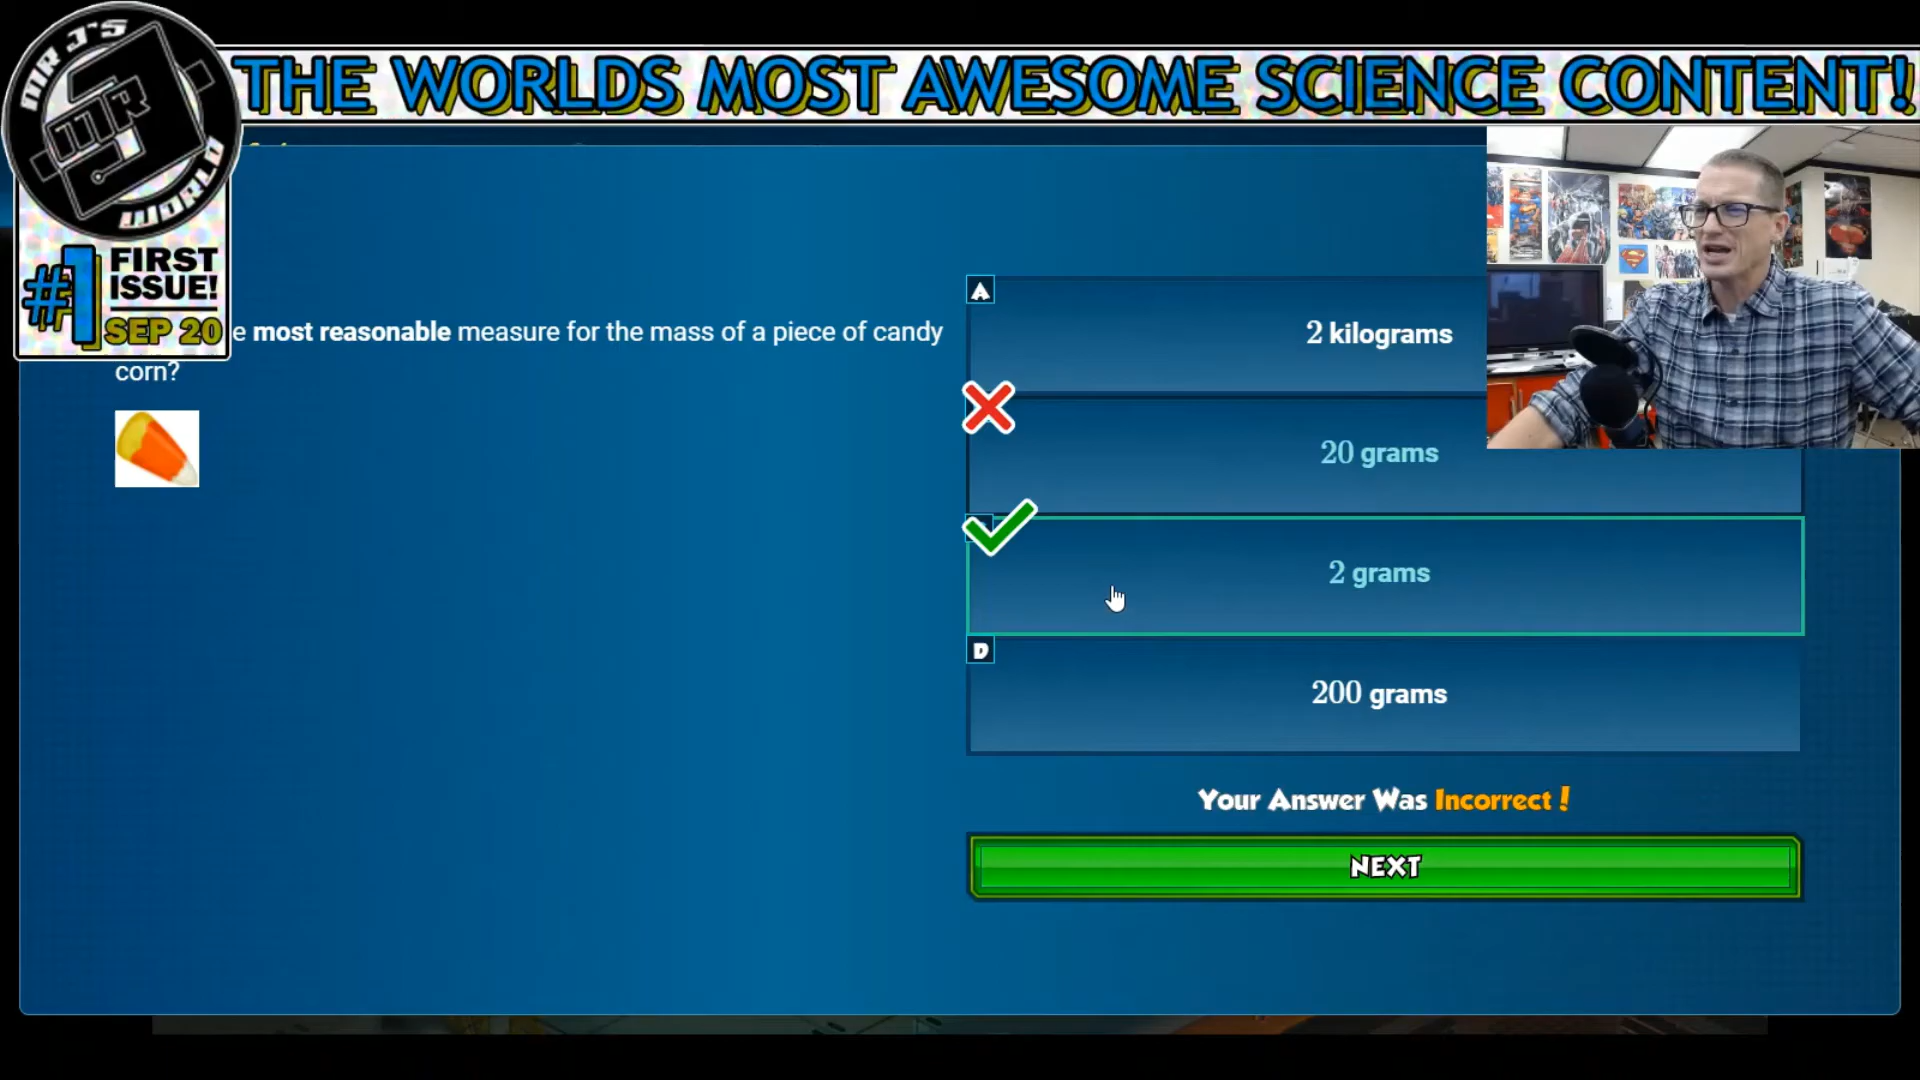 MR J'S
MR J
WORLD
THE WORLDS MOST AWESOME SCIENCE CONTENT!
#1 FIRST
ISSUE!
SEP 20
e most reasonable measure for the mass of a piece of candy
corn?
A
2 kilograms
20 grams
2 grams
D
200 grams
Your Answer Was Incorrect!
NEXT